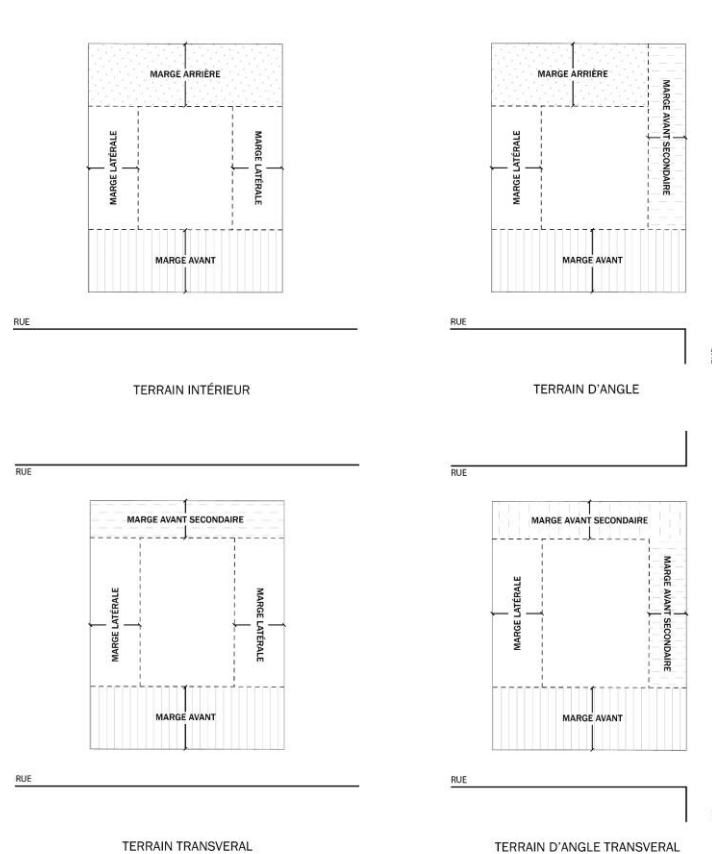 MARGE ARRIÈRE
MARGE LATÉRALE
MARGE LATÉRALE
MARGE AVANT
RUE
TERRAIN INTÉRIEUR
MARGE ARRIÈRE
MARGE AVANT SECONDAIRE
MARGE LATÉRALE
MARGE AVANT
RUE
TERRAIN D'ANGLE
RUE
MARGE AVANT SECONDAIRE
MARGE LATÉRALE
MARGE LATÉRALE
MARGE AVANT
RUE
TERRAIN TRANSVERAL
RUE
MARGE AVANT SECONDAIRE
MARGE AVANT SECONDAIRE
MARGE LATÉRALE
MARGE AVANT
RUE
TERRAIN D'ANGLE TRANSVERAL